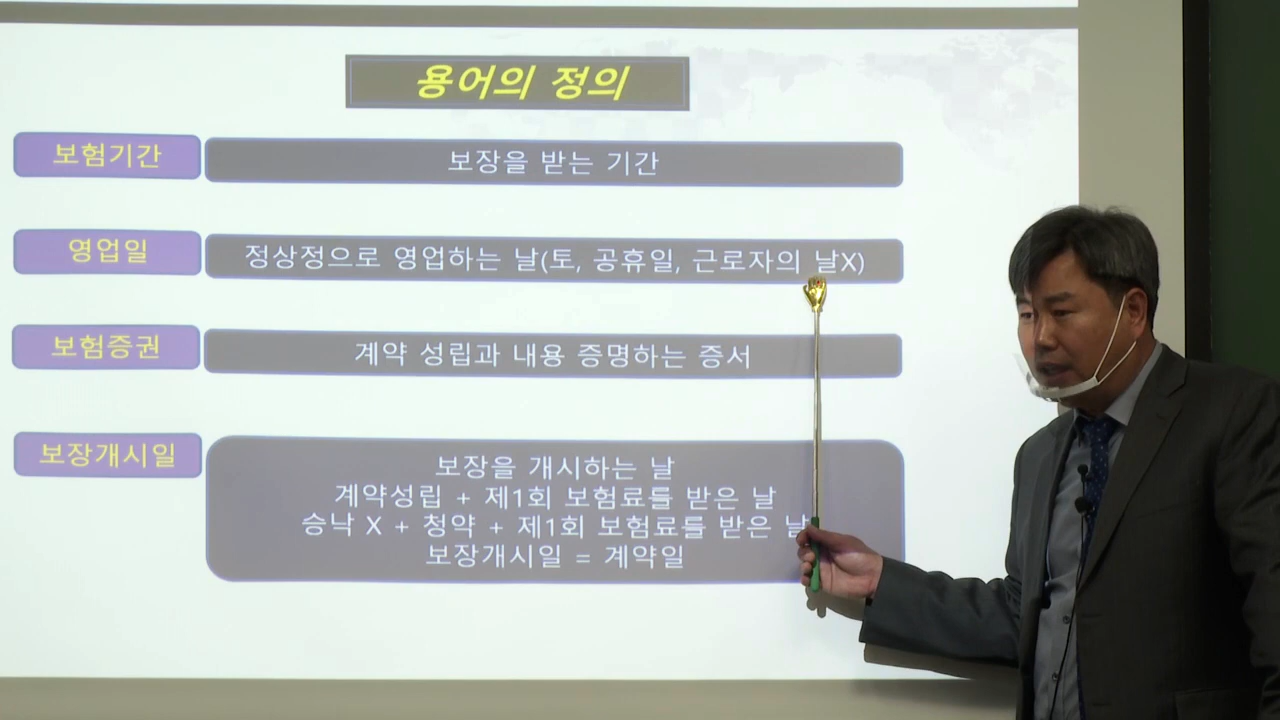 용어의 정의
보험기간
보장을 받는 기간
영업일
정상정으로 영업하는 날(토, 공휴일, 근로자의 날X)
보험증권
계약 성립과 내용 증명하는 증서
보장개시일
보장을 개시하는 날
계약성립 + 제1회 보험료를 받은 날
승낙 X + 청약 + 제1회 보험료를 받은 날
보장개시일 = 계약일